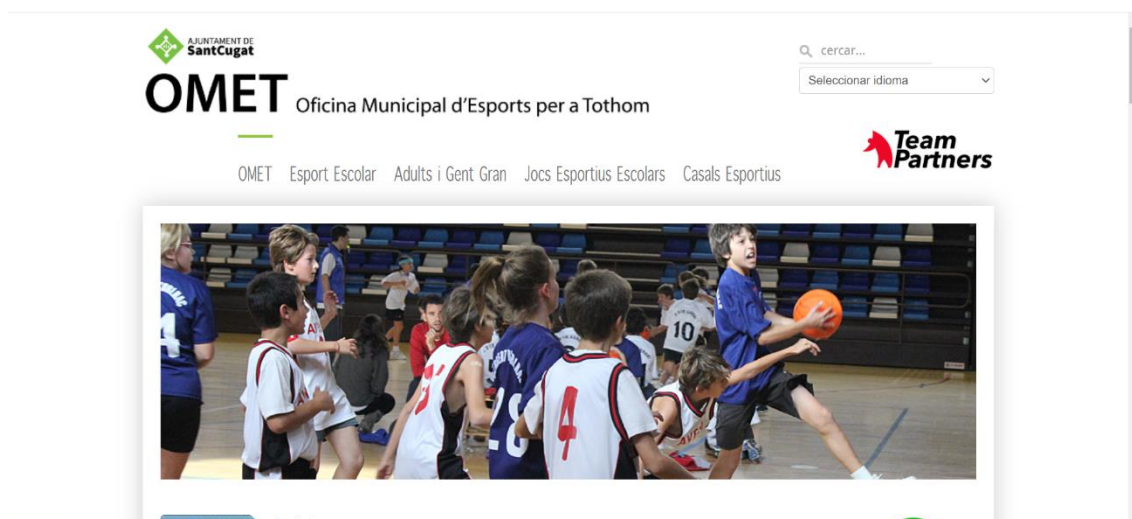 AJUNTAMENT DE
SantCugat
cercar...
Seleccionar idioma
OMET Oficina Municipal d'Esports per a Tothom
Team
Partners
OMET Esport Escolar Adults i Gent Gran Jocs Esportius Escolars Casals Esportius
4
10
28
4